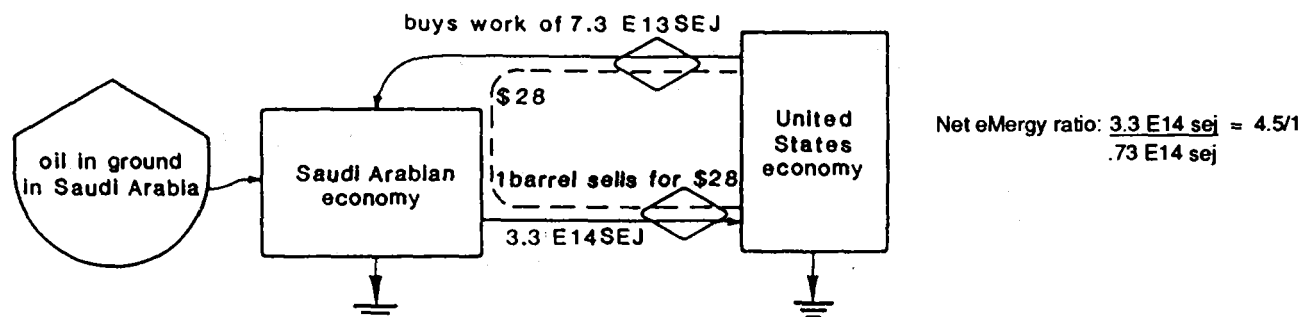 buys work of 7.3 E13SEJ
$28
oil in ground
in Saudi Arabia
Saudi Arabian
economy
1barrel sells for $28
3.3 E14SEJ
United
States
economy
Net eMergy ratio: 3.3 E14 sej = 4.5/1
.73 E14 sej